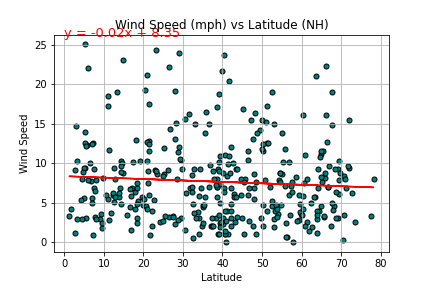 Wind Speed (mph) vs Latitude (NH)
y = -0.02x + 8.35
25
20
15
10
5
0
Wind Speed
0 10 20 30 40 50 60 70 80
Latitude